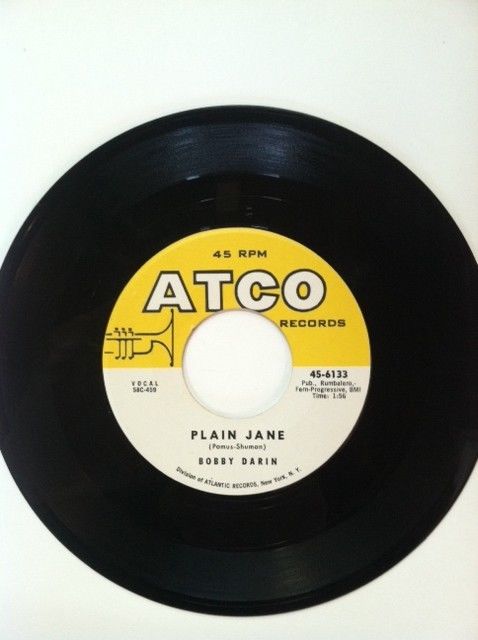 45 RPM
ATCO
RECORDS
VOCAL
58C-459
45-6133
Pub., Rumbalero,-
Fern-Progressive, BMI
Time: 1:56
PLAIN JANE
(Pomus-Shuman)
BOBBY DARIN
Division of ATLANTIC RECORDS, New York, N. Y.